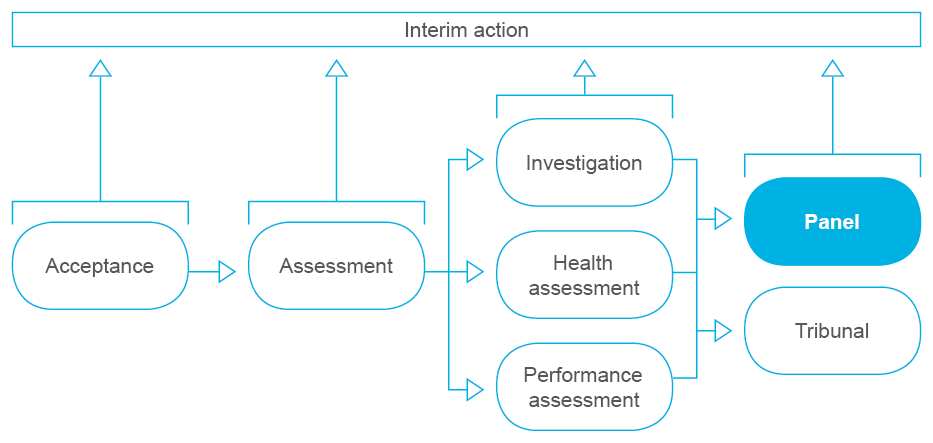 Interim action
Acceptance
Assessment
Investigation
Health
assessment
Performance
assessment
Panel
Tribunal